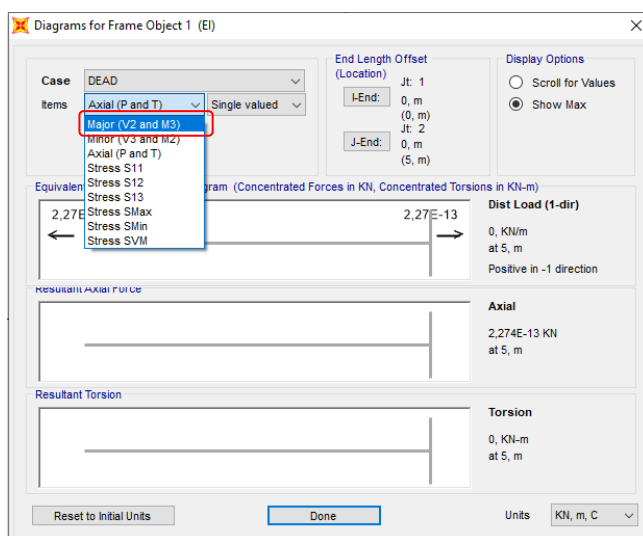 Diagrams for Frame Object 1 (EI)
Case DEAD
Items Axial (P and T) Single valued
Major (V2 and M3)
Minor (V3 and M2)
Axial (P and T)
Stress S11
Stress S12
Stress S13
Stress SMax
Stress SMin
Stress SVM
End Length Offset
(Location)
Jt: 1
I-End: 0, m
(0, m)
Jt: 2
J-End: 0, m
(5, m)
Display Options
Scroll for Values
Show Max
(Concentrated Forces in KN, Concentrated Torsions in KN-m)
2,27E-13
Dist Load (1-dir)
0, KN/m
at 5, m
Positive in -1 direction
Resultant Axial Force
Axial
2,274E-13 KN
at 5, m
Resultant Torsion
Torsion
0, KN-m
at 5, m
Reset to Initial Units
Done
Units KN, m, C